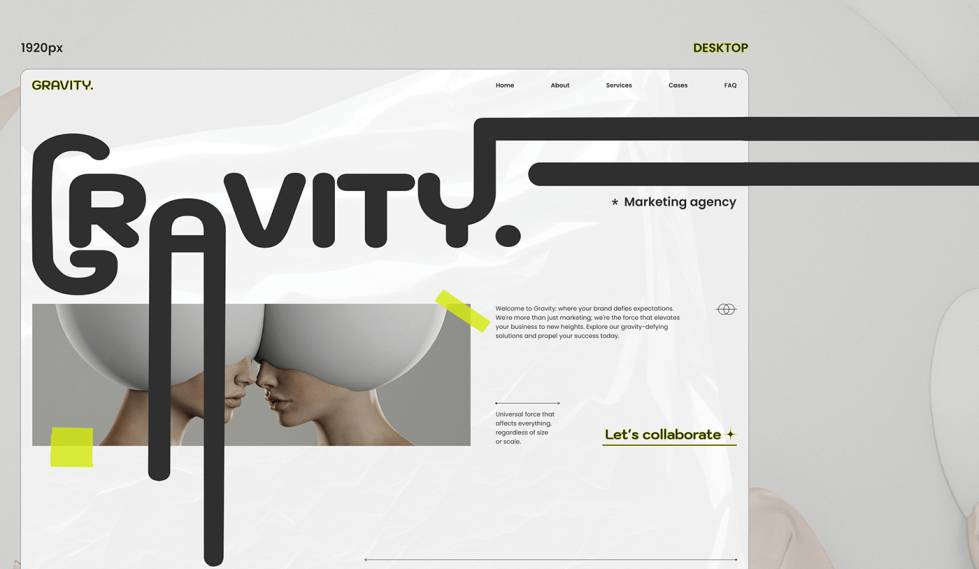 1920px
DESKTOP
GRAVITY.
Home
About
Services
Cases
FAQ
GRAVITY.
* Marketing agency
Welcome to Gravity: where your brand defies expectations.
We're more than just marketing; we're the force that elevates
your business to new heights. Explore our gravity-defying
solutions and propel your success today.
Universal force that
affects everything,
regardless of size
or scale.
Let's collaborate